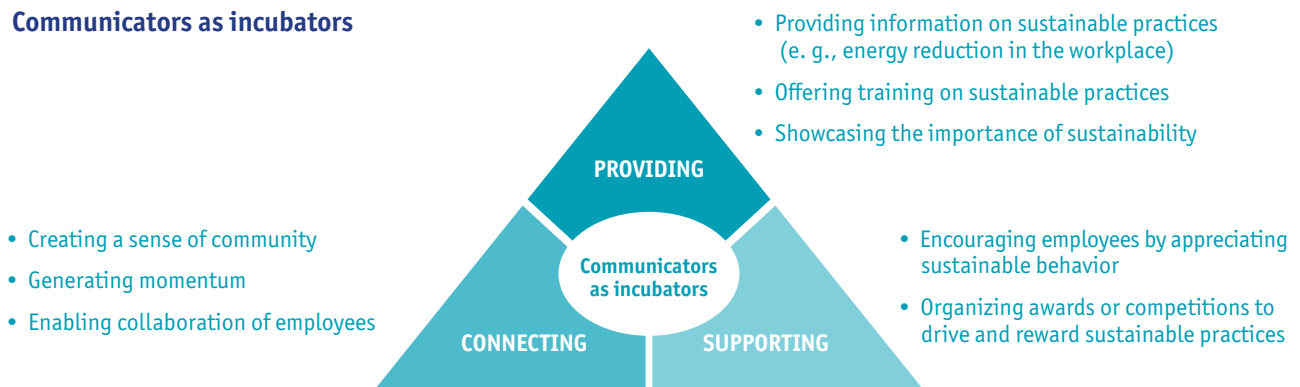 Communicators as incubators
• Providing information on sustainable practices
(e. g., energy reduction in the workplace)
• Offering training on sustainable practices
• Showcasing the importance of sustainability
PROVIDING
• Creating a sense of community
• Generating momentum
• Enabling collaboration of employees
Communicators
as incubators
• Encouraging employees by appreciating
sustainable behavior
• Organizing awards or competitions to
drive and reward sustainable practices
CONNECTING
SUPPORTING